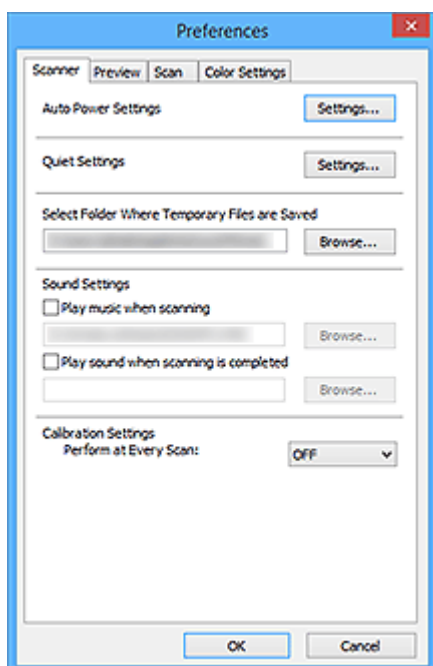 Preferences
Scanner Preview Scan Color Settings
Auto Power Settings Settings...
Quiet Settings Settings...
Select Folder Where Temporary Files are Saved
Browse...
Sound Settings
Play music when scanning
Browse...
Play sound when scanning is completed
Browse...
Calibration Settings
Perform at Every Scan: OFF
OK Cancel